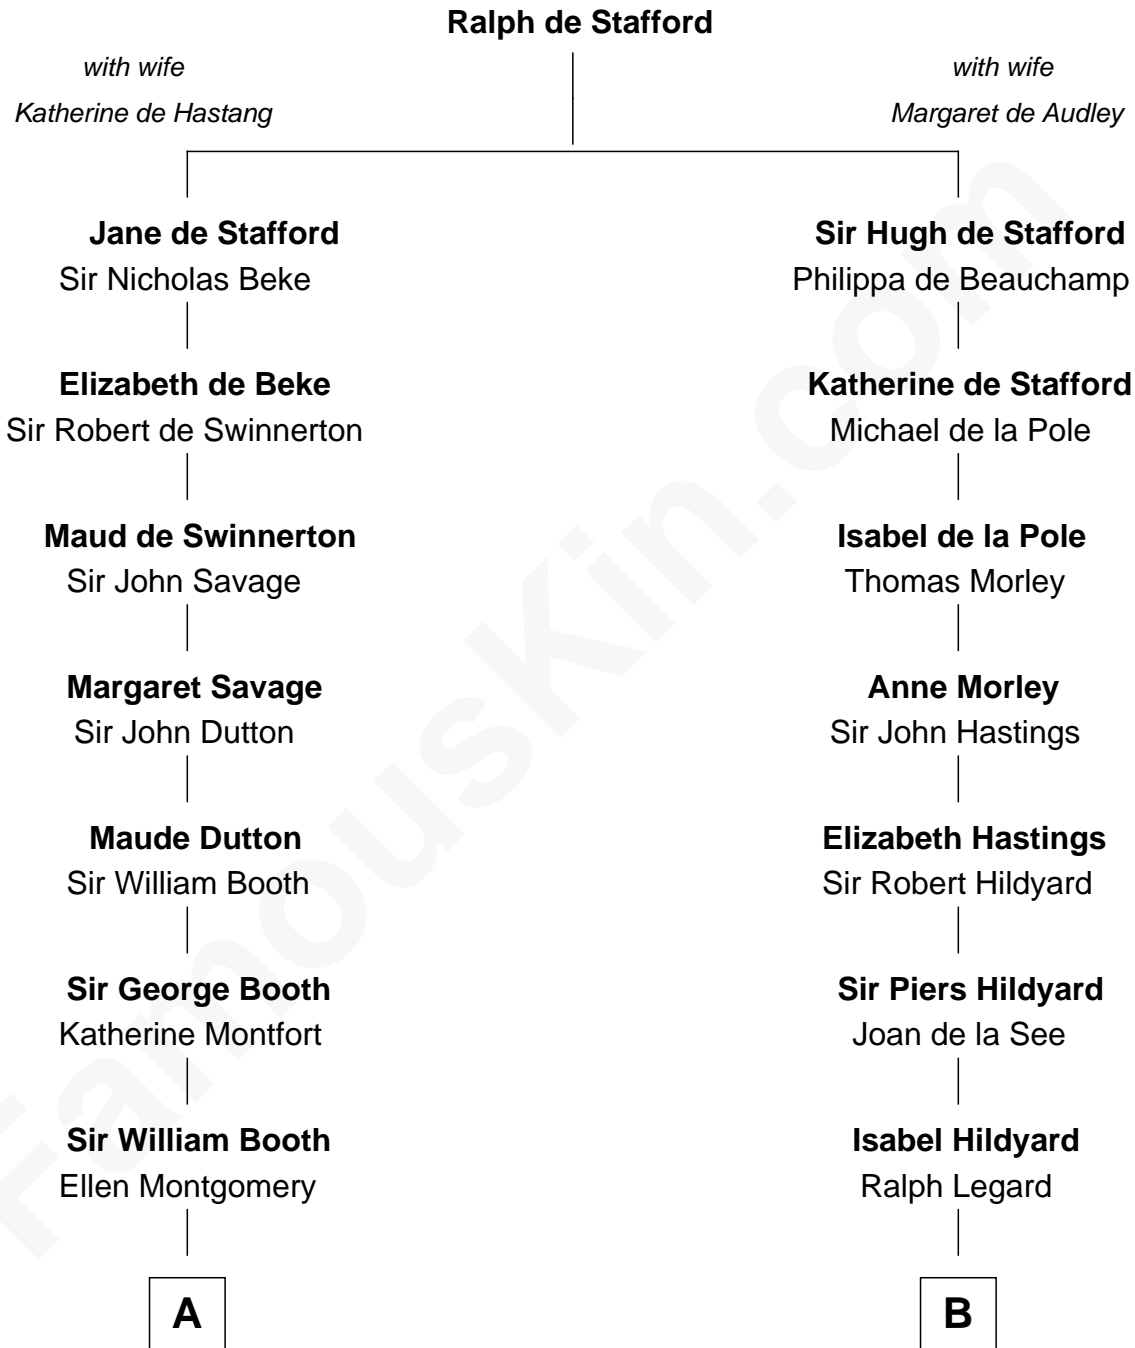 Ralph de Stafford
with wife
Katherine de Hastang
with wife
Margaret de Audley
Jane de Stafford
Sir Nicholas Beke
Sir Hugh de Stafford
Philippa de Beauchamp
Elizabeth de Beke
Sir Robert de Swinnerton
Katherine de Stafford
Michael de la Pole
Maud de Swinnerton
Sir John Savage
Isabel de la Pole
Thomas Morley
Margaret Savage
Sir John Dutton
Anne Morley
Sir John Hastings
Maude Dutton
Sir William Booth
Elizabeth Hastings
Sir Robert Hildyard
Sir George Booth
Katherine Montfort
Sir Piers Hildyard
Joan de la See
Sir William Booth
Ellen Montgomery
Isabel Hildyard
Ralph Legard
A
B
FamousKin.com